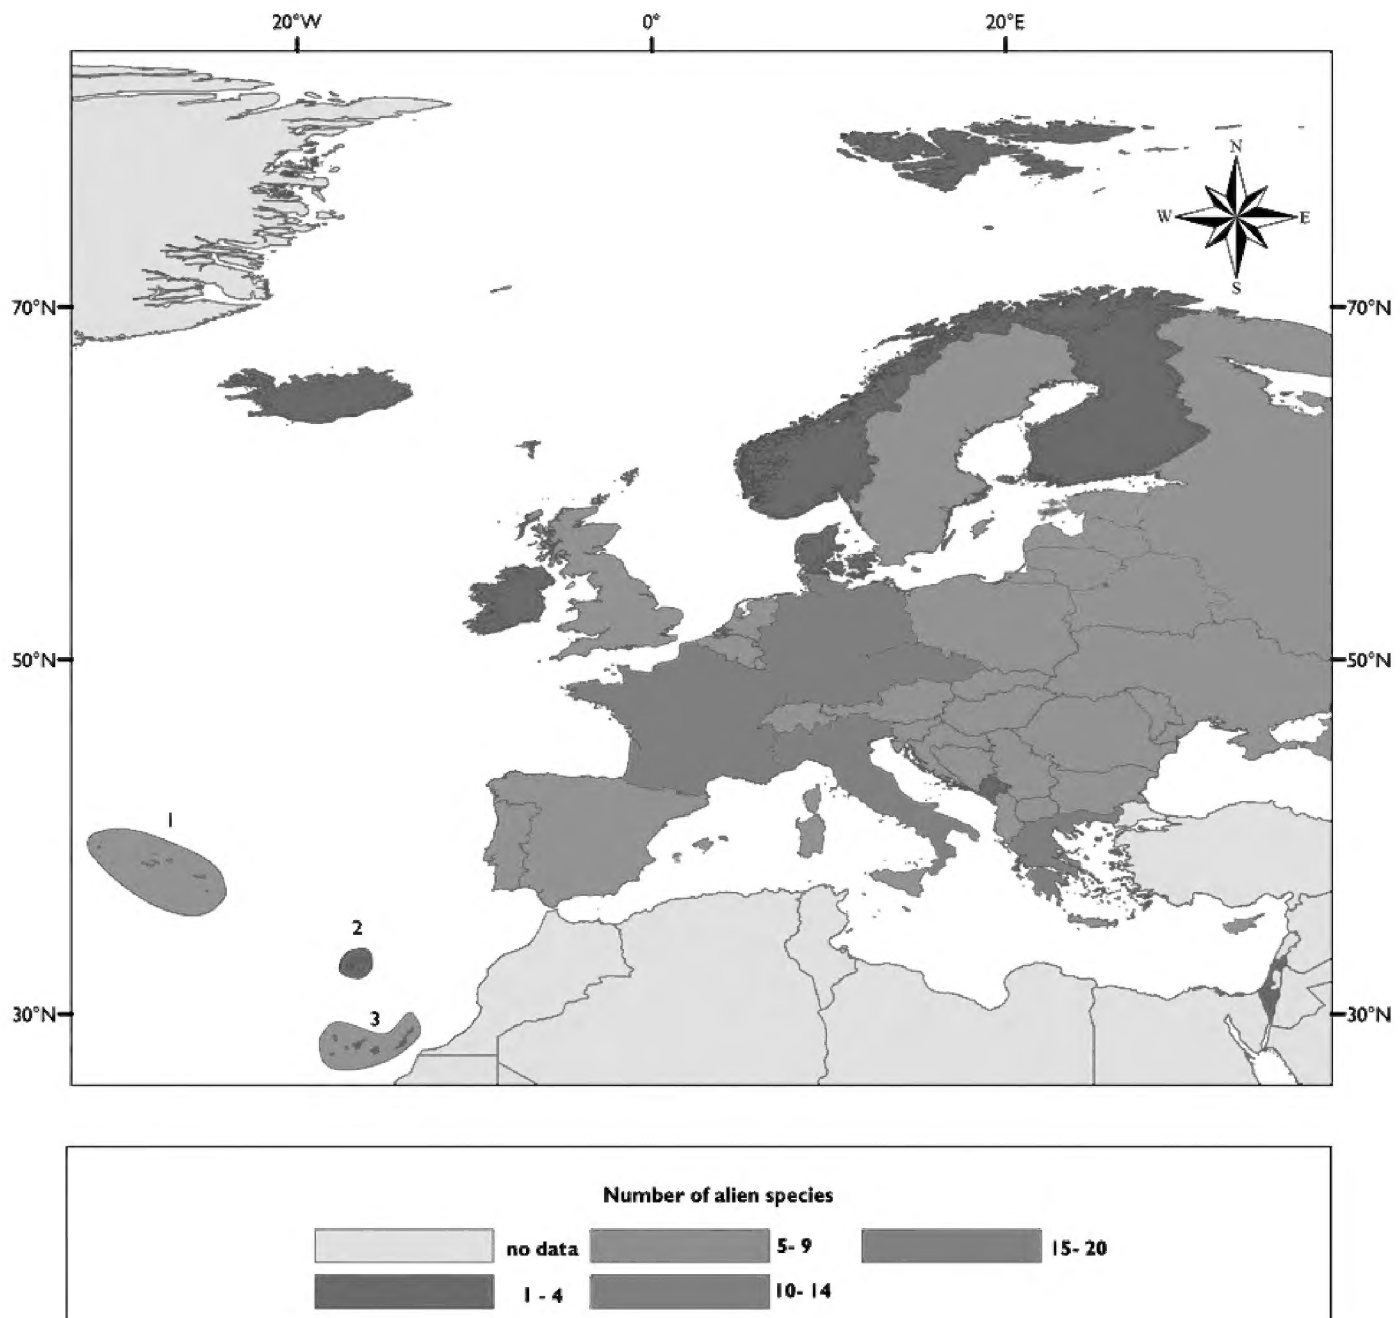 20°W 0° 20°E
N
W E
S
70°N 70°N
50°N 50°N
1
2
3
30°N 30°N
Number of alien species
no data 5- 9 15- 20
1 - 4 10- 14